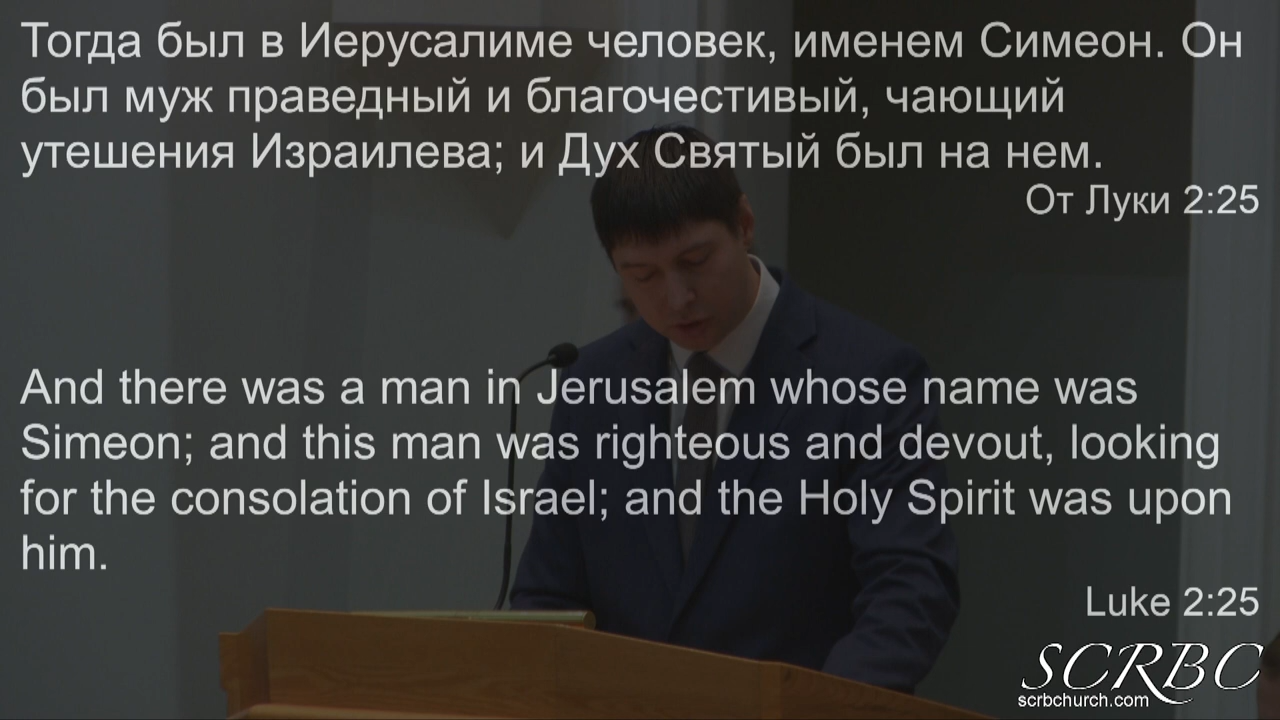 Тогда был в Иерусалиме человек, именем Симеон. Он
был муж праведный и благочестивый, чающий
утешения Израилева; и Дух Святый был на нем.
От Луки 2:25
And there was a man in Jerusalem whose name was
Simeon; and this man was righteous and devout, looking
for the consolation of Israel; and the Holy Spirit was upon
him.
Luke 2:25
SCRBC
scrbchurch.com